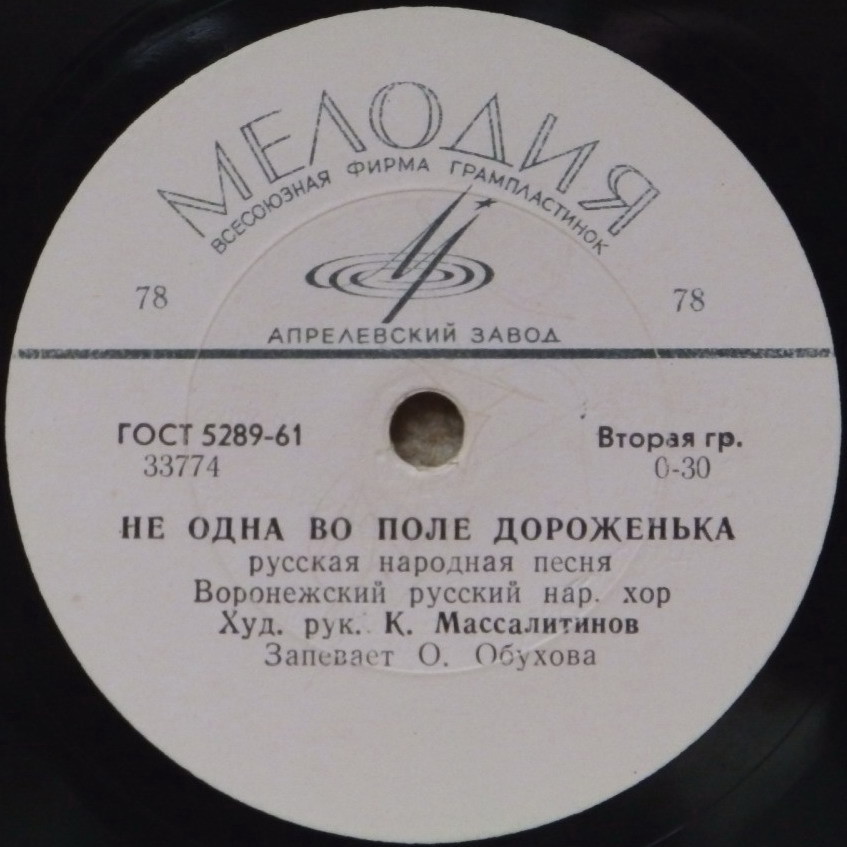 МЕЛОДИЯ
ВСЕСОЮЗНАЯ ФИРМА ГРАМПЛАСТИНОК
78 78
АПРЕЛЕВСКИЙ ЗАВОД
ГОСТ 5289-61 Вторая гр.
33774 0-30
НЕ ОДНА ВО ПОЛЕ ДОРОЖЕНЬКА
русская народная песня
Воронежский русский нар. хор
Худ. рук. К. Массалитинов
Запевает О. Обухова